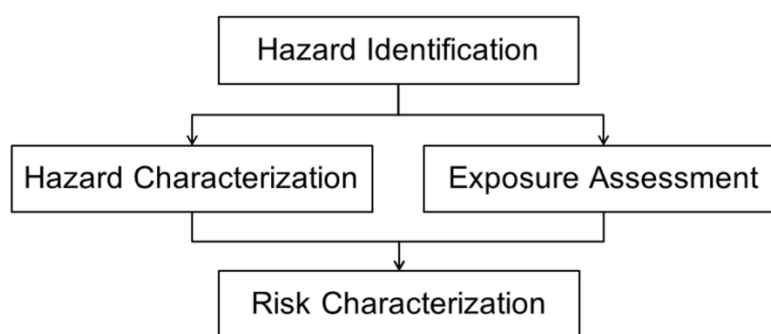 Hazard Identification
Hazard Characterization
Exposure Assessment
Risk Characterization